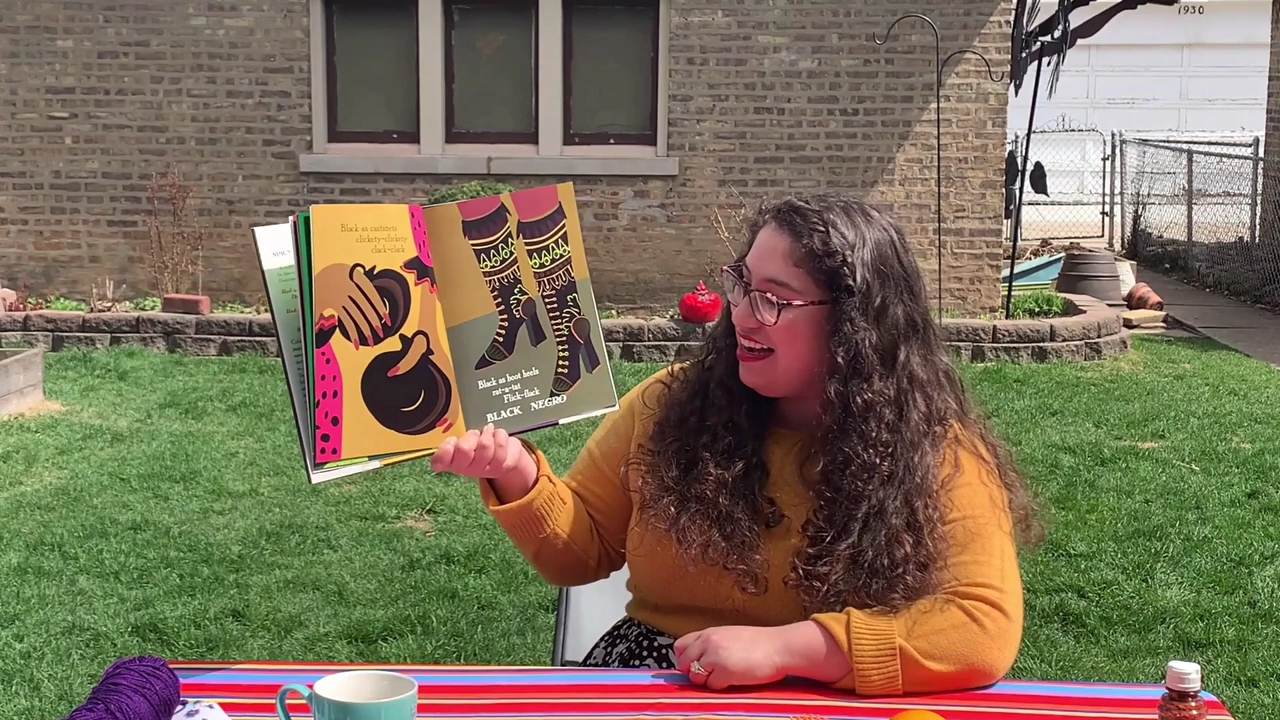 1930
Black as castanets
clickety-clickety
clack-clack
Black as boot heels
rat-a-tat
Flick-flack
BLACK NEGRO